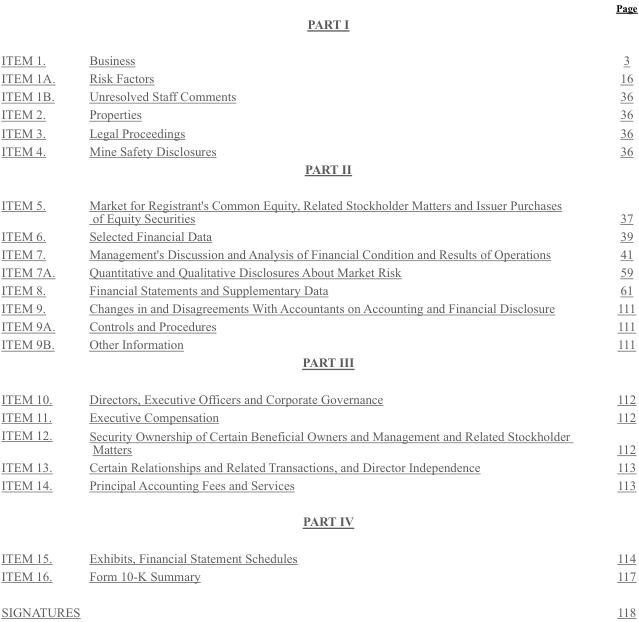 Page
PART I
ITEM 1. Business 3
ITEM 1A. Risk Factors 16
ITEM 1B. Unresolved Staff Comments 36
ITEM 2. Properties 36
ITEM 3. Legal Proceedings 36
ITEM 4. Mine Safety Disclosures 36
PART II
ITEM 5. Market for Registrant's Common Equity, Related Stockholder Matters and Issuer Purchases
of Equity Securities 37
ITEM 6. Selected Financial Data 39
ITEM 7. Management's Discussion and Analysis of Financial Condition and Results of Operations 41
ITEM 7A. Quantitative and Qualitative Disclosures About Market Risk 59
ITEM 8. Financial Statements and Supplementary Data 61
ITEM 9. Changes in and Disagreements With Accountants on Accounting and Financial Disclosure 111
ITEM 9A. Controls and Procedures 111
ITEM 9B. Other Information 111
PART III
ITEM 10. Directors, Executive Officers and Corporate Governance 112
ITEM 11. Executive Compensation 112
ITEM 12. Security Ownership of Certain Beneficial Owners and Management and Related Stockholder
Matters 112
ITEM 13. Certain Relationships and Related Transactions, and Director Independence 113
ITEM 14. Principal Accounting Fees and Services 113
PART IV
ITEM 15. Exhibits, Financial Statement Schedules 114
ITEM 16. Form 10-K Summary 117
SIGNATURES 118